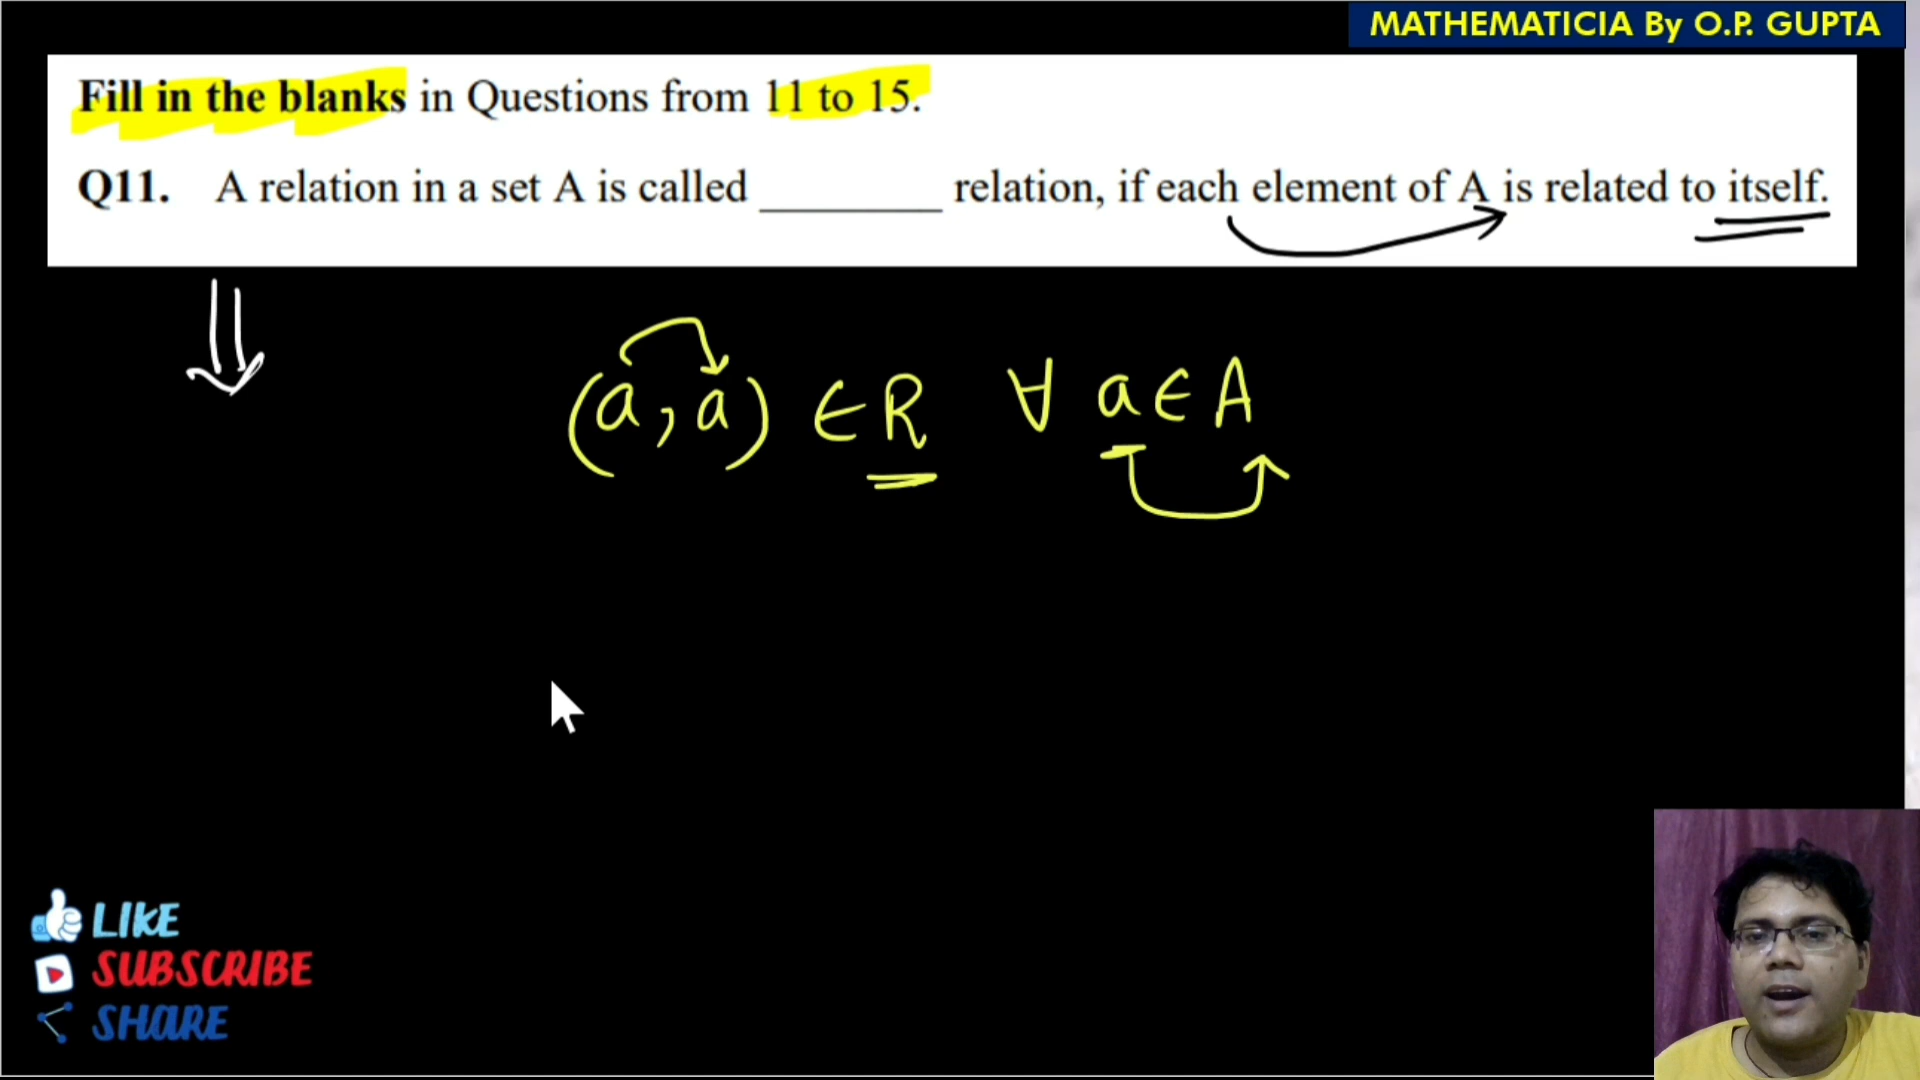 MATHEMATICIA By O.P. GUPTA
Fill in the blanks in Questions from 11 to 15.
Q11. A relation in a set A is called ________ relation, if each element of A is related to itself.
(a, a) ∈ R ∀ a ∈ A
LIKE
SUBSCRIBE
SHARE